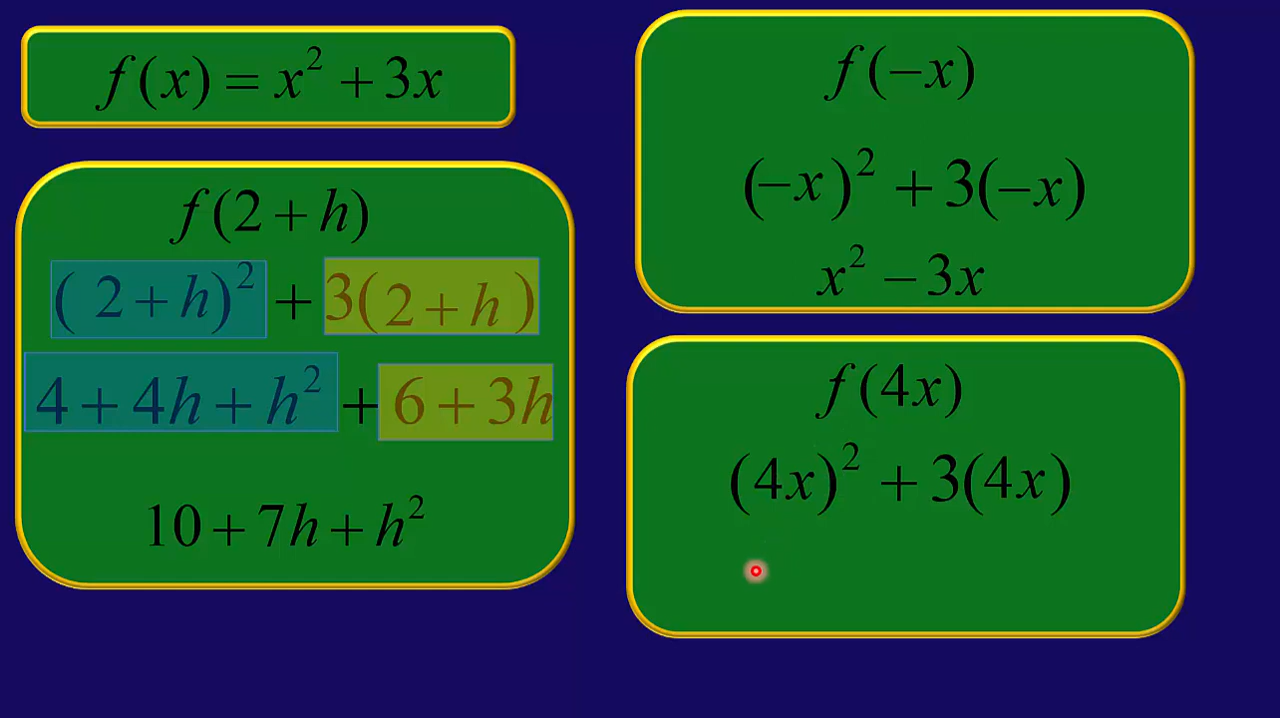 f(x) = x² + 3x
f(2 + h)
(2 + h)² + 3(2 + h)
4 + 4h + h² + 6 + 3h
10 + 7h + h²
f(−x)
(−x)² + 3(−x)
x² − 3x
f(4x)
(4x)² + 3(4x)